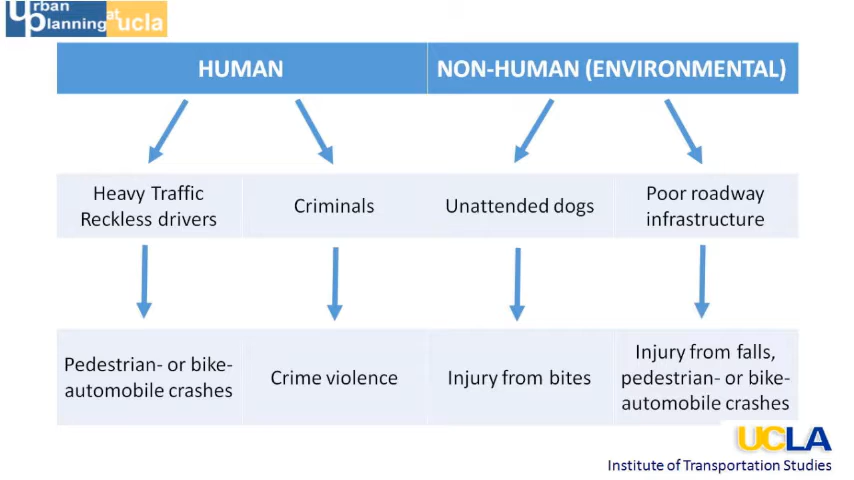 Urban
Planning at ucla
HUMAN
NON-HUMAN (ENVIRONMENTAL)
Heavy Traffic
Reckless drivers
Criminals
Unattended dogs
Poor roadway
infrastructure
Pedestrian- or bike-
automobile crashes
Crime violence
Injury from bites
Injury from falls,
pedestrian- or bike-
automobile crashes
UCLA
Institute of Transportation Studies